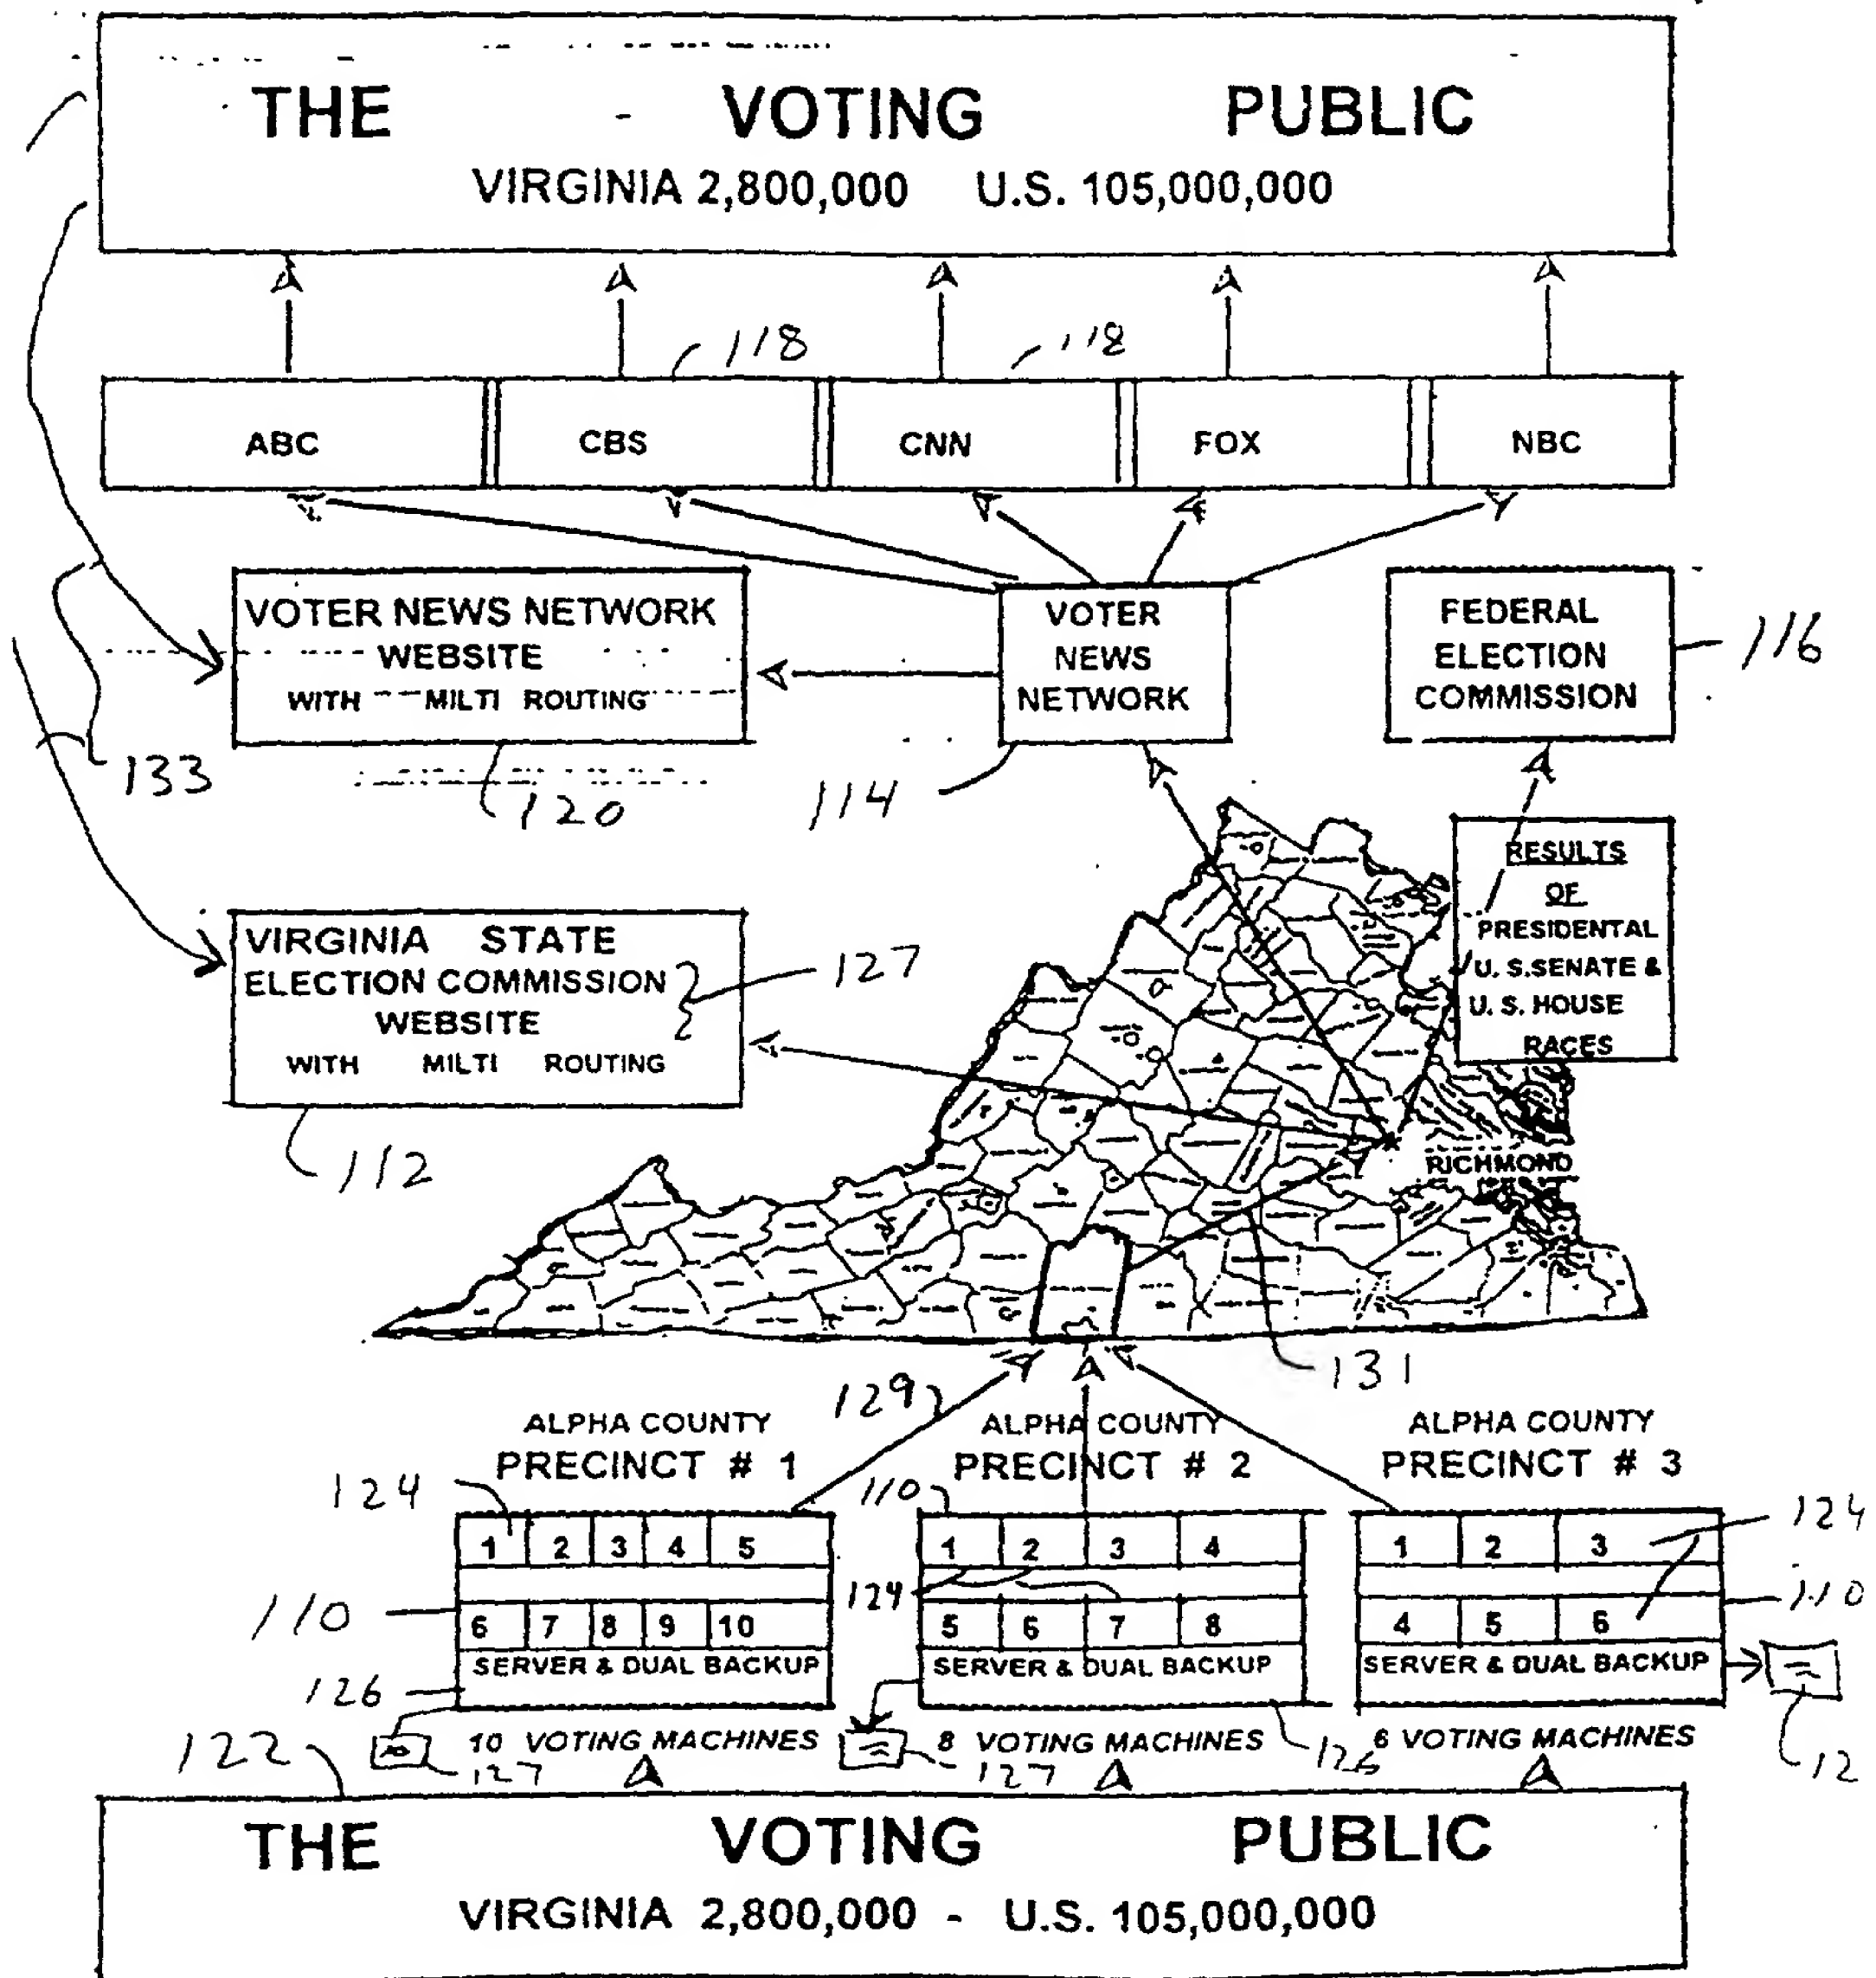 THE VOTING PUBLIC
VIRGINIA 2,800,000 U.S. 105,000,000
118 118
ABC CBS CNN FOX NBC
VOTER NEWS NETWORK
WEBSITE
WITH MILTI ROUTING
VOTER
NEWS
NETWORK
FEDERAL
ELECTION
COMMISSION
116
133
120
114
RESULTS
OF
PRESIDENTAL
U. S. SENATE &
U. S. HOUSE
RACES
VIRGINIA STATE
ELECTION COMMISSION
WEBSITE
WITH MILTI ROUTING
127
112
RICHMOND
131
129
ALPHA COUNTY
PRECINCT # 1
ALPHA COUNTY
PRECINCT # 2
ALPHA COUNTY
PRECINCT # 3
124
110
1 2 3 4 5
1 2 3 4
1 2 3
124
124
110
110
6 7 8 9 10
5 6 7 8
4 5 6
SERVER & DUAL BACKUP
SERVER & DUAL BACKUP
SERVER & DUAL BACKUP
126
10 VOTING MACHINES
8 VOTING MACHINES
6 VOTING MACHINES
122
127
127
126
12
THE VOTING PUBLIC
VIRGINIA 2,800,000 - U.S. 105,000,000